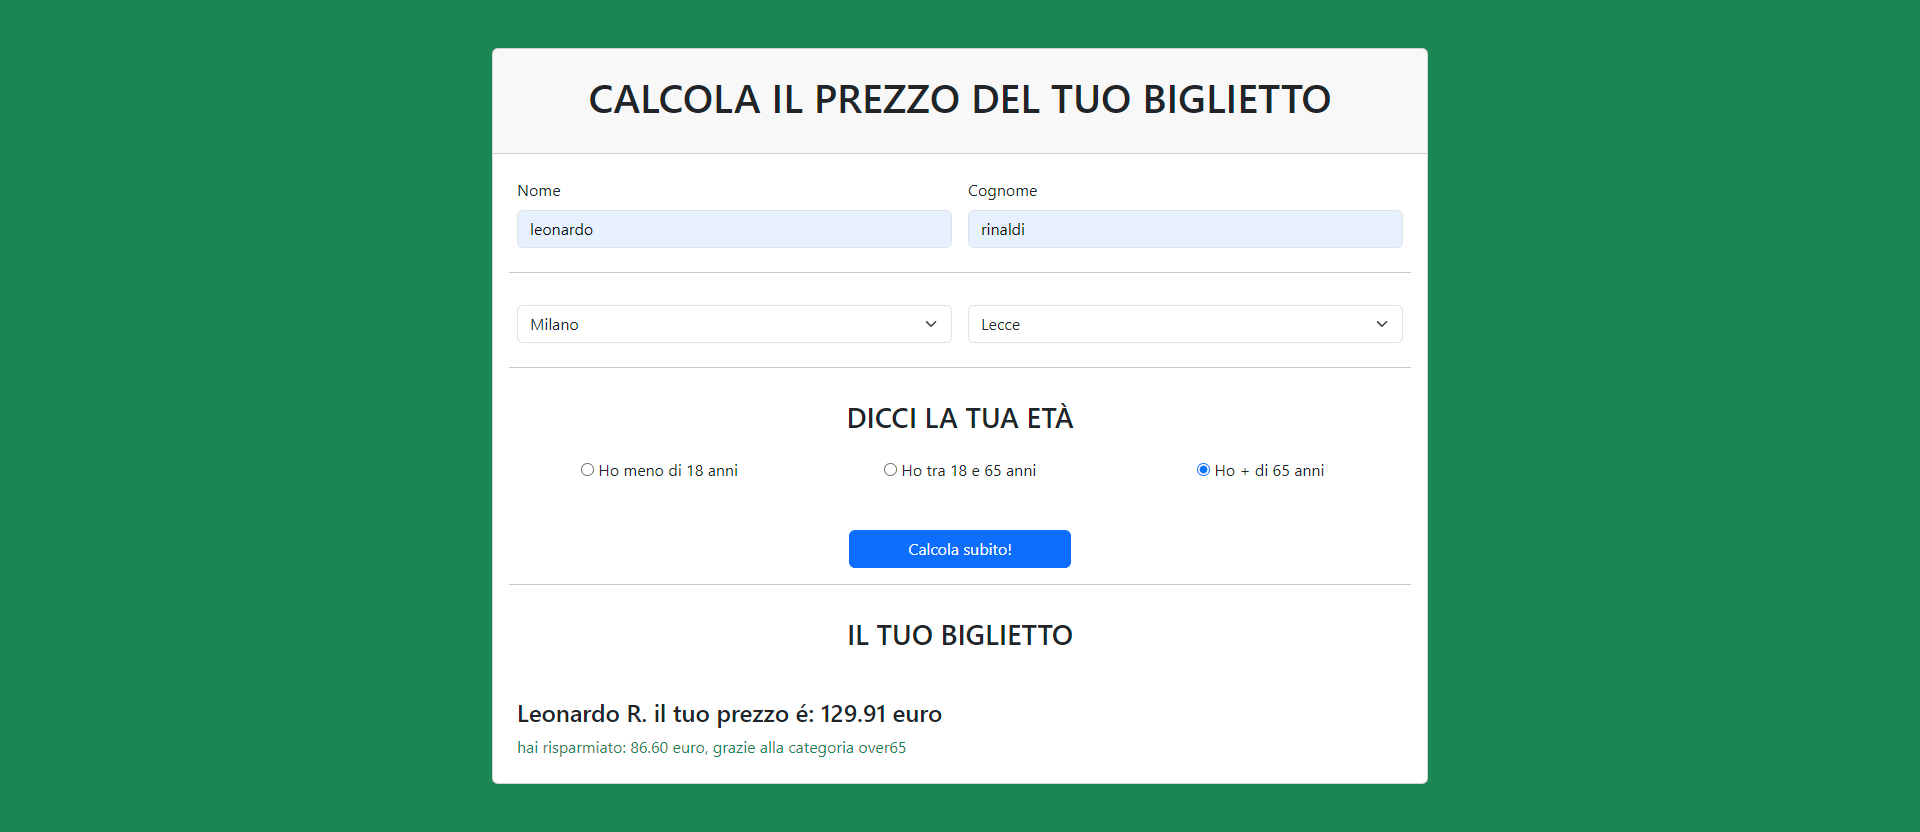 CALCOLA IL PREZZO DEL TUO BIGLIETTO
Nome Cognome
leonardo rinaldi
Milano Lecce
DICCI LA TUA ETÀ
Ho meno di 18 anni Ho tra 18 e 65 anni Ho + di 65 anni
Calcola subito!
IL TUO BIGLIETTO
Leonardo R. il tuo prezzo é: 129.91 euro
hai risparmiato: 86.60 euro, grazie alla categoria over65